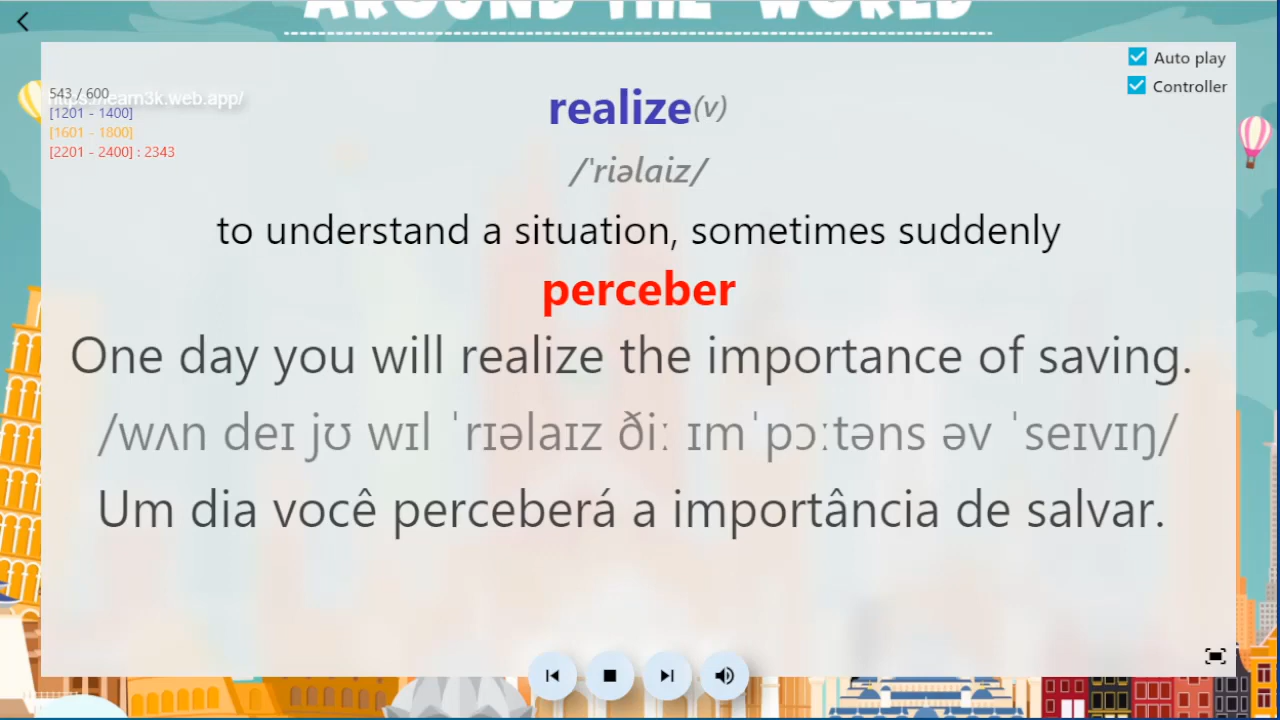 AROUND THE WORLD
Auto play
Controller
543 / 600
https://learn3k.web.app/
[1201 - 1400]
[1601 - 1800]
[2201 - 2400] : 2343
realize(v)
/'riəlaiz/
to understand a situation, sometimes suddenly
perceber
One day you will realize the importance of saving.
/wʌn deɪ jʊ wɪl ˈrɪəlaɪz ðiː ɪmˈpɔːtəns əv ˈseɪvɪŋ/
Um dia você perceberá a importância de salvar.